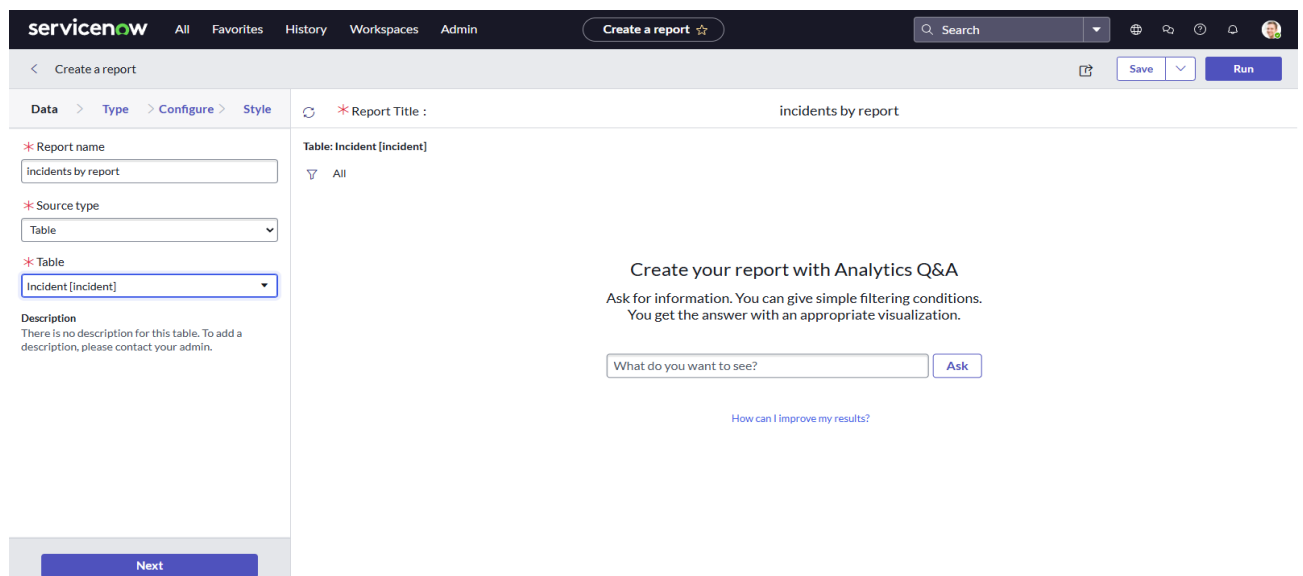 servicenow All Favorites History Workspaces Admin Create a report Search
Create a report Save Run
Data Type Configure Style
Report Title : incidents by report
Report name
incidents by report
Source type
Table
Table
Incident [incident]
Description
There is no description for this table. To add a
description, please contact your admin.
Next
Table: Incident [incident]
All
Create your report with Analytics Q&A
Ask for information. You can give simple filtering conditions.
You get the answer with an appropriate visualization.
What do you want to see? Ask
How can I improve my results?